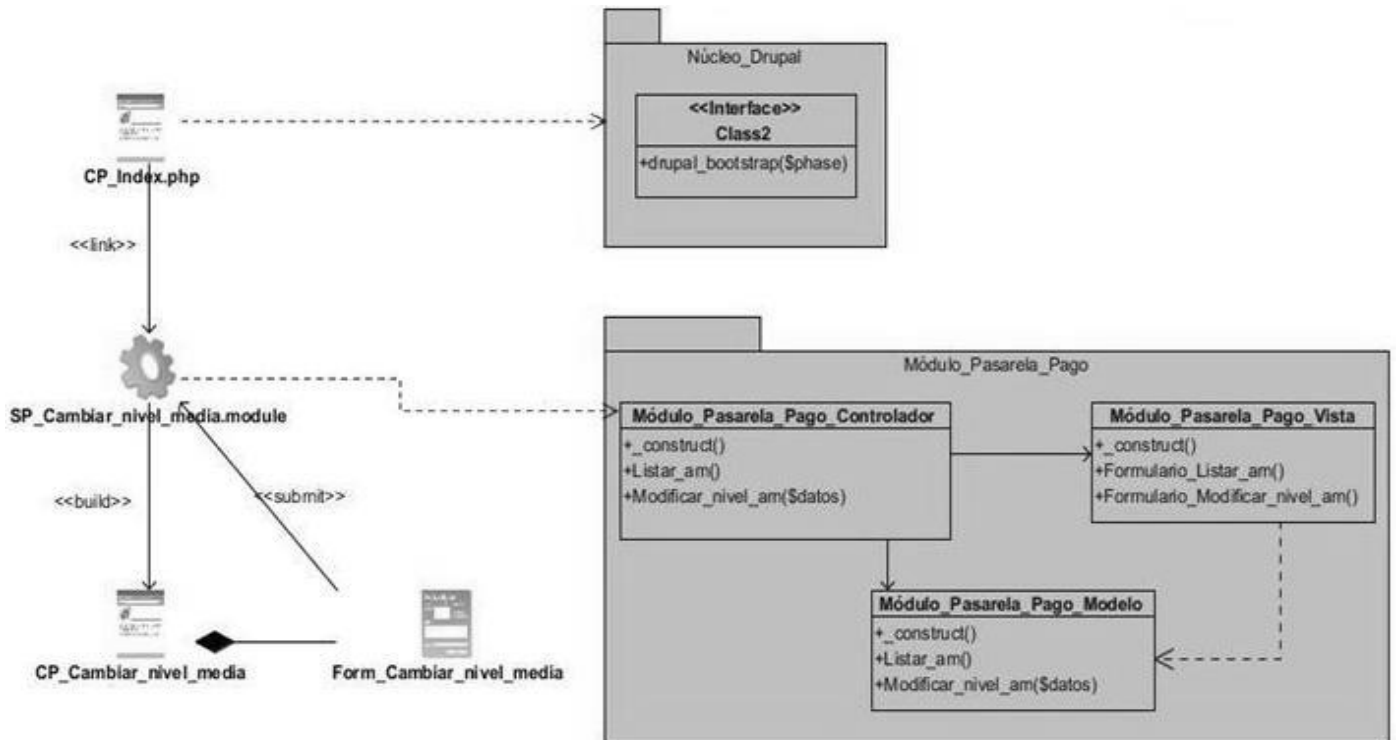 Núcleo_Drupal
<<Interface>>
Class2
+drupal_bootstrap($phase)
CP_Index.php
<<link>>
SP_Cambiar_nivel_media.module
<<build>>
<<submit>>
CP_Cambiar_nivel_media
Form_Cambiar_nivel_media
Módulo_Pasarela_Pago
Módulo_Pasarela_Pago_Controlador
+_construct()
+Listar_am()
+Modificar_nivel_am($datos)
Módulo_Pasarela_Pago_Vista
+_construct()
+Formulario_Listar_am()
+Formulario_Modificar_nivel_am()
Módulo_Pasarela_Pago_Modelo
+_construct()
+Listar_am()
+Modificar_nivel_am($datos)